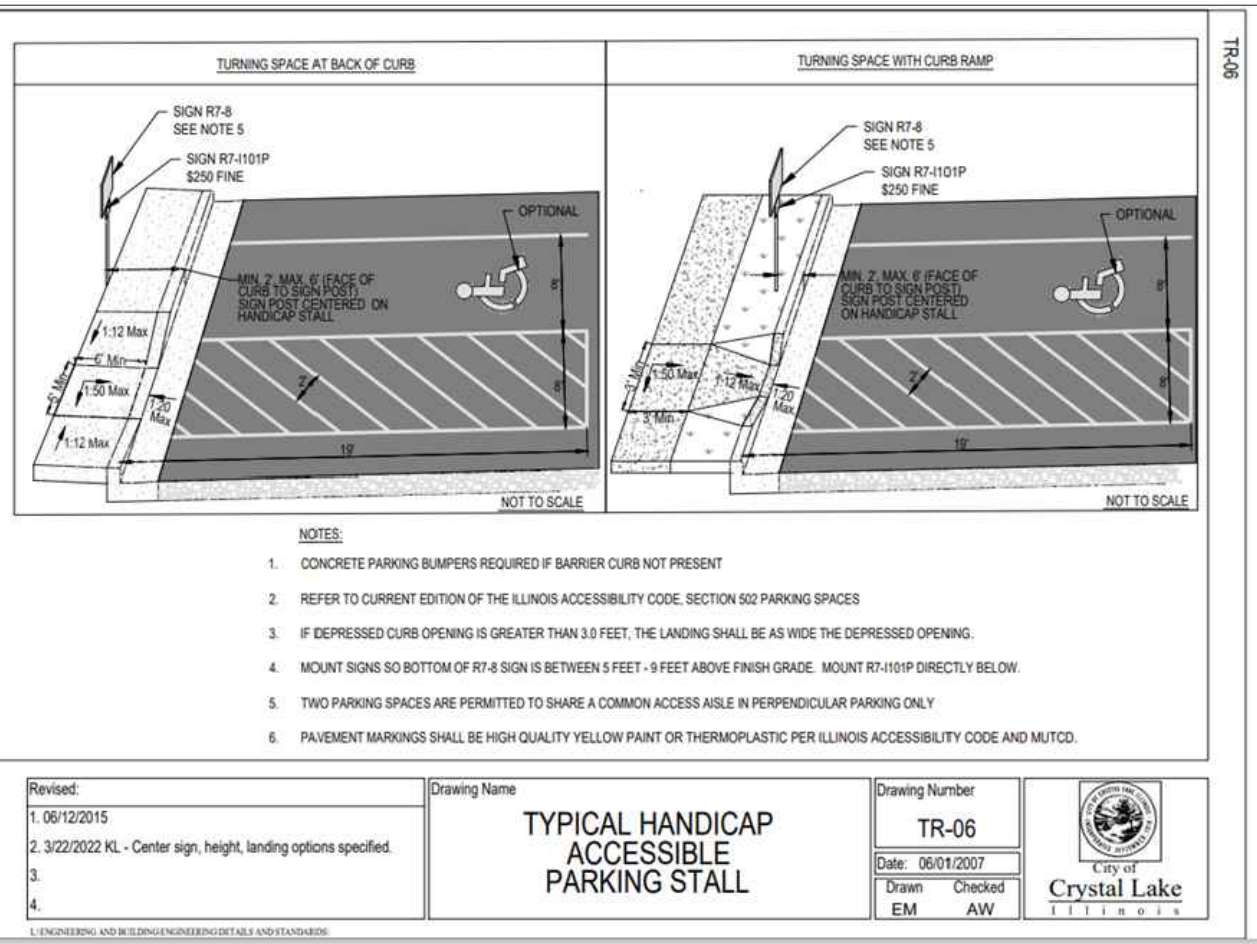 TR-06
TURNING SPACE AT BACK OF CURB
SIGN R7-8
SEE NOTE 5
SIGN R7-I101P
$250 FINE
OPTIONAL
MIN. 2', MAX. 6' (FACE OF
CURB TO SIGN POST)
SIGN POST CENTERED ON
HANDICAP STALL
8'
1:12 Max
6' Min
5' Min
1:50 Max
1:20
Max
1:12 Max
2'
8'
19'
NOT TO SCALE
TURNING SPACE WITH CURB RAMP
SIGN R7-8
SEE NOTE 5
SIGN R7-I101P
$250 FINE
OPTIONAL
MIN. 2', MAX. 6' (FACE OF
CURB TO SIGN POST)
SIGN POST CENTERED
ON HANDICAP STALL
8'
3' Min
1:50 Max
1:12 Max
1:20
Max
3' Min
2'
8'
19'
NOT TO SCALE
NOTES:
1. CONCRETE PARKING BUMPERS REQUIRED IF BARRIER CURB NOT PRESENT
2. REFER TO CURRENT EDITION OF THE ILLINOIS ACCESSIBILITY CODE, SECTION 502 PARKING SPACES
3. IF DEPRESSED CURB OPENING IS GREATER THAN 3.0 FEET, THE LANDING SHALL BE AS WIDE THE DEPRESSED OPENING.
4. MOUNT SIGNS SO BOTTOM OF R7-8 SIGN IS BETWEEN 5 FEET - 9 FEET ABOVE FINISH GRADE. MOUNT R7-I101P DIRECTLY BELOW.
5. TWO PARKING SPACES ARE PERMITTED TO SHARE A COMMON ACCESS AISLE IN PERPENDICULAR PARKING ONLY
6. PAVEMENT MARKINGS SHALL BE HIGH QUALITY YELLOW PAINT OR THERMOPLASTIC PER ILLINOIS ACCESSIBILITY CODE AND MUTCD.
Revised:
1. 06/12/2015
2. 3/22/2022 KL - Center sign, height, landing options specified.
3.
4.
Drawing Name
TYPICAL HANDICAP
ACCESSIBLE
PARKING STALL
Drawing Number
TR-06
Date: 06/01/2007
Drawn Checked
EM AW
City of
Crystal Lake
Illinois
L:\ENGINEERING AND BUILDING\ENGINEERING\DETAILS AND STANDARDS\